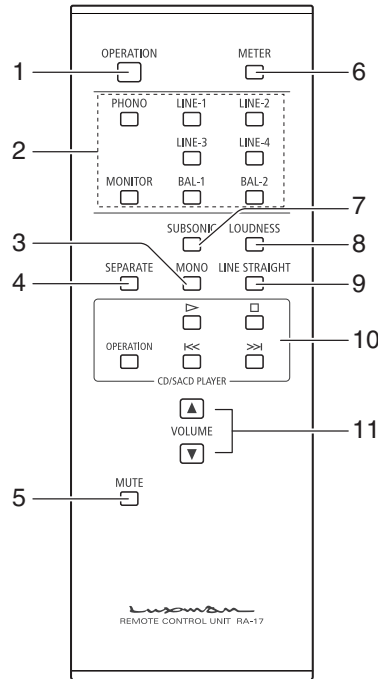 OPERATION METER
1 6
PHONO LINE-1 LINE-2
2
LINE-3 LINE-4
MONITOR BAL-1 BAL-2
7
SUBSONIC LOUDNESS
3 8
SEPARATE MONO LINE STRAIGHT
4 9
10
OPERATION
CD/SACD PLAYER
VOLUME 11
MUTE
5
LUXMAN
REMOTE CONTROL UNIT RA-17